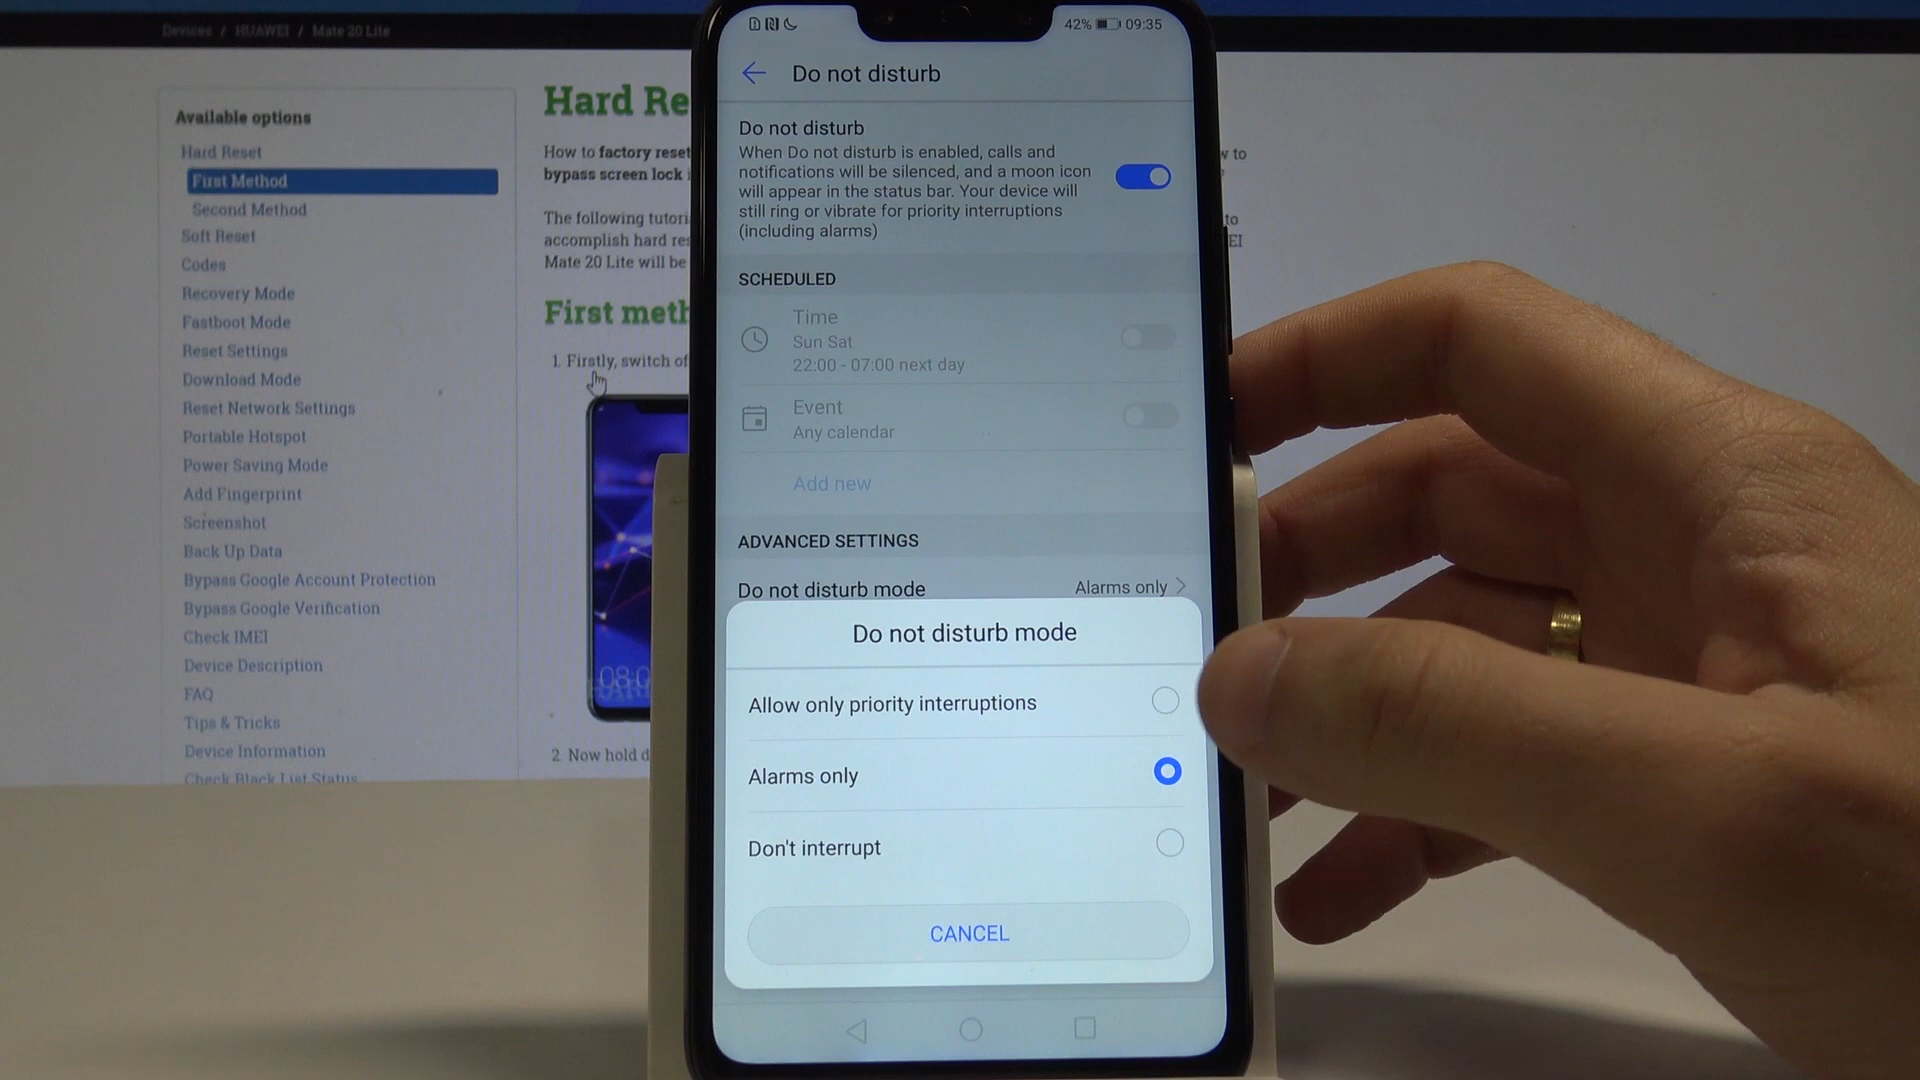 Devices / HUAWEI / Mate 20 Lite
Available options
Hard Reset
First Method
Second Method
Soft Reset
Codes
Recovery Mode
Fastboot Mode
Reset Settings
Download Mode
Reset Network Settings
Portable Hotspot
Power Saving Mode
Add Fingerprint
Screenshot
Back Up Data
Bypass Google Account Protection
Bypass Google Verification
Check IMEI
Device Description
FAQ
Tips & Tricks
Device Information
Check Black List Status
Hard Re
How to factory reset
bypass screen lock
The following tutori
accomplish hard res
Mate 20 Lite will be
First meth
1. Firstly, switch of
08:0
2 Now hold d
w to
to
EI
42% 09:35
Do not disturb
Do not disturb
When Do not disturb is enabled, calls and
notifications will be silenced, and a moon icon
will appear in the status bar. Your device will
still ring or vibrate for priority interruptions
(including alarms)
SCHEDULED
Time
Sun Sat
22:00 - 07:00 next day
Event
Any calendar
Add new
ADVANCED SETTINGS
Do not disturb mode Alarms only
Do not disturb mode
Allow only priority interruptions
Alarms only
Don't interrupt
CANCEL